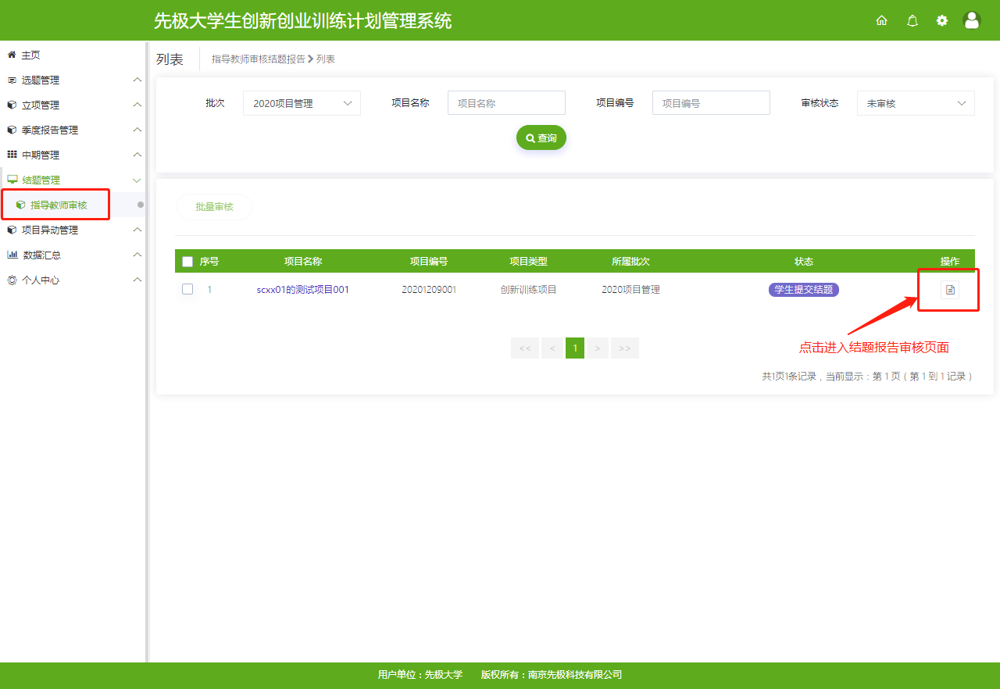 先极大学生创新创业训练计划管理系统
主页
选题管理
立项管理
季度报告管理
中期管理
结题管理
指导教师审核
项目异动管理
数据汇总
个人中心
列表 指导教师审核结题报告 列表
批次 2020项目管理 项目名称 项目名称 项目编号 项目编号 审核状态 未审核
查询
批量审核
序号 项目名称 项目编号 项目类型 所属批次 状态 操作
1 scxx01的测试项目001 20201209001 创新训练项目 2020项目管理 学生提交结题
点击进入结题报告审核页面
<< < 1 > >>
共1页1条记录，当前显示：第 1 页（ 第 1 到 1 记录 ）
用户单位：先极大学 版权所有：南京先极科技有限公司